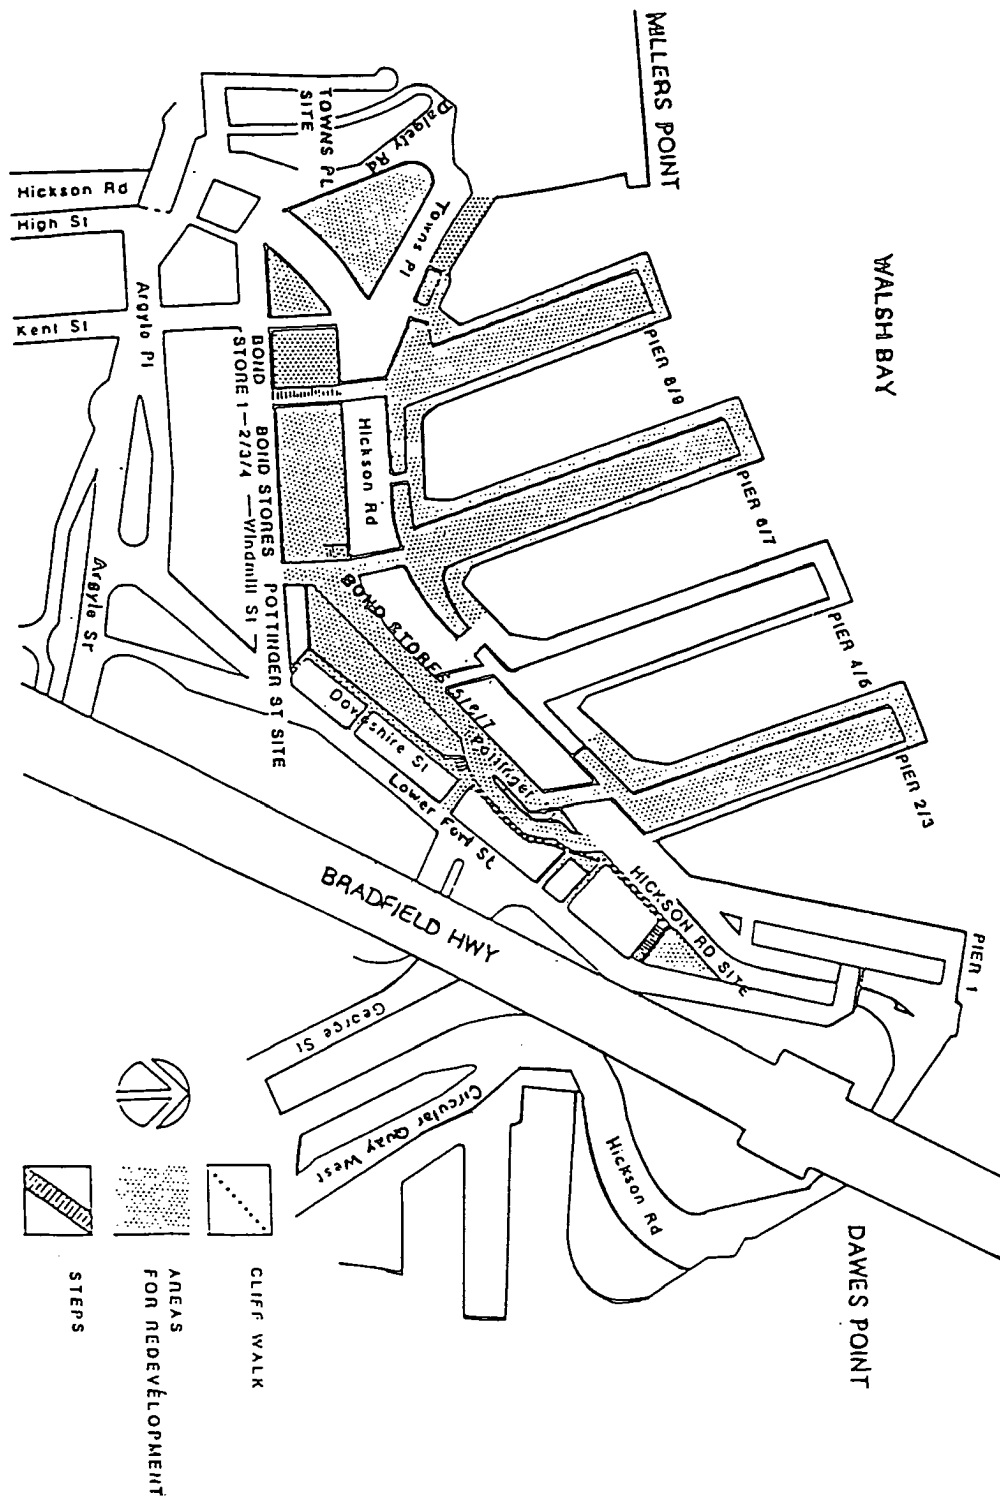 MILLERS POINT
WALSH BAY
DAWES POINT
TOWNS PL
SITE
Dalgely Rd
Towns Pl
Hickson Rd
High St
Kent St
Argyle Pl
Argyle Sr
PIER 8/9
PIER 6/7
PIER 4/5
PIER 2/3
PIER 1
Hickson Rd
BOND
STORE 1—2/3/4
BOND STORES
—Windmill St—
POTTINGER ST SITE
BOND STORES 5/6/7
Pottinger
Downshire St
Lower Fort St
HICKSON RD SITE
BRADFIELD HWY
George St
Circular Quay West
Hickson Rd
CLIFF WALK
AREAS
FOR REDEVELOPMENT
STEPS